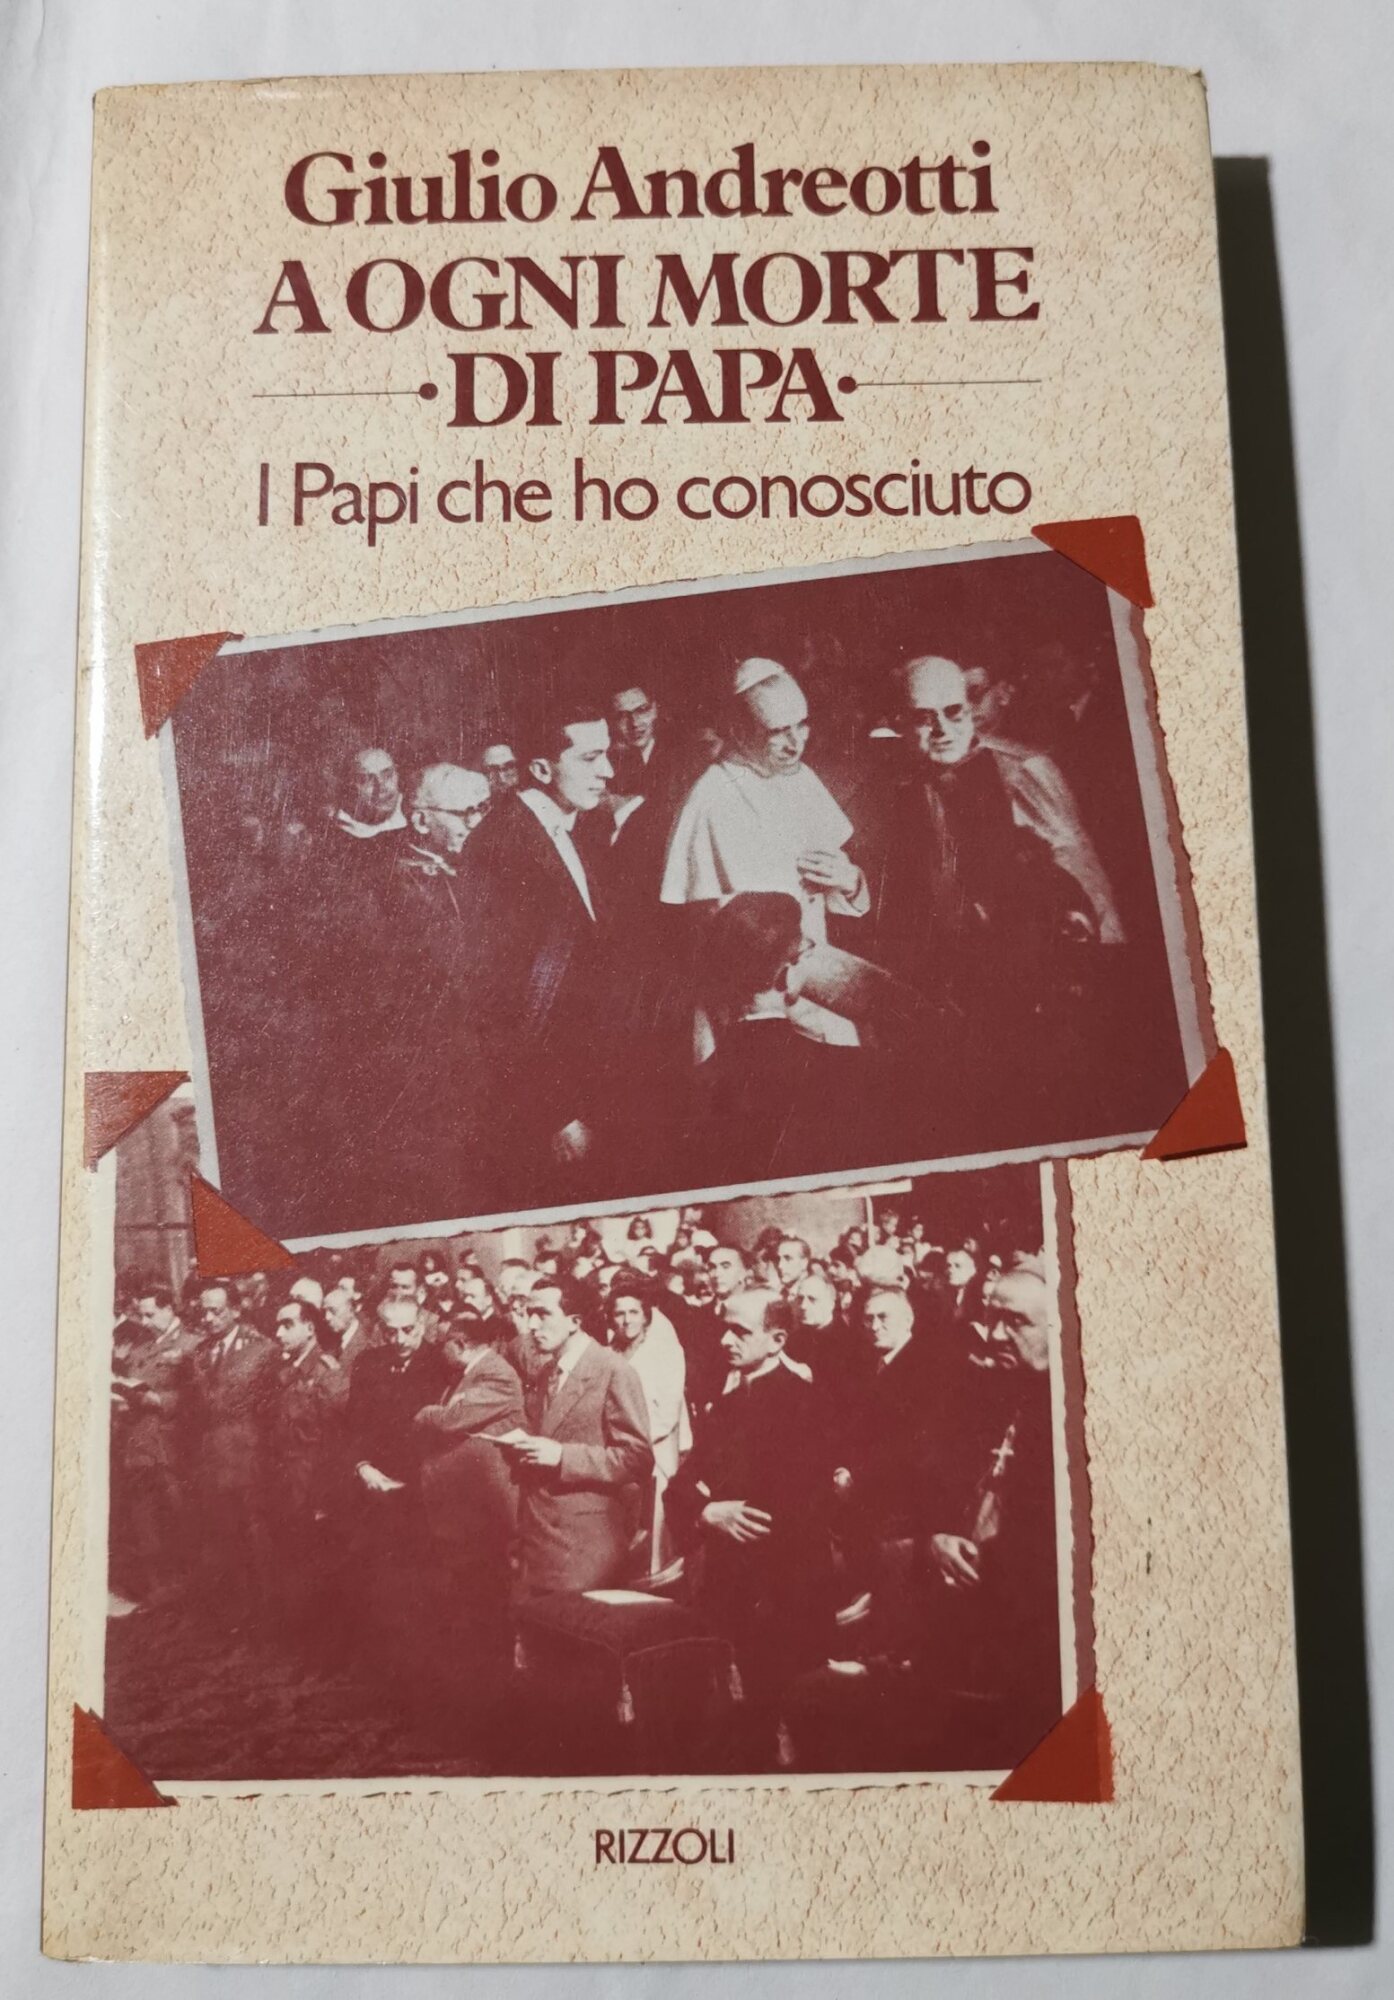 Giulio Andreotti
A OGNI MORTE
•DI PAPA•
I Papi che ho conosciuto
RIZZOLI